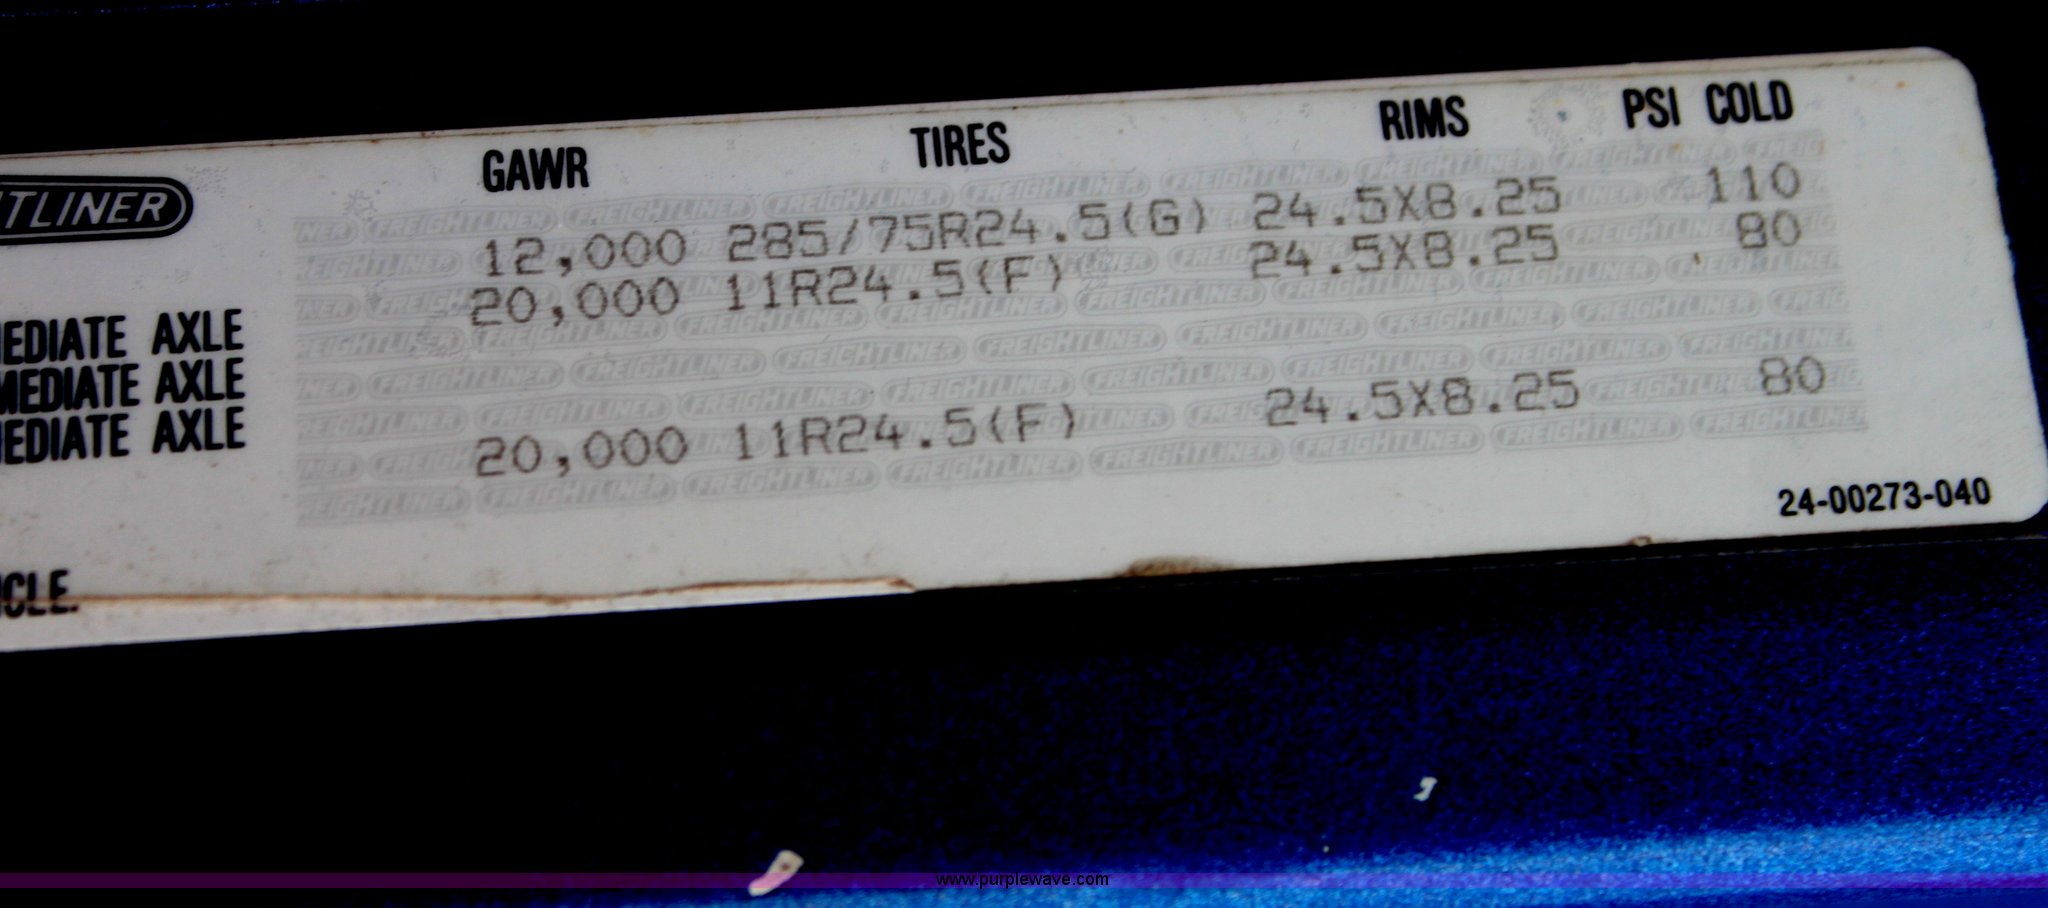 GAWR TIRES RIMS PSI COLD
TLINER
12,000 285/75R24.5(G) 24.5X8.25 110
20,000 11R24.5(F) 24.5X8.25 80
EDIATE AXLE
MEDIATE AXLE
EDIATE AXLE
20,000 11R24.5(F) 24.5X8.25 80
24-00273-040
CLE.
FREIGHTLINER
www.purplewave.com